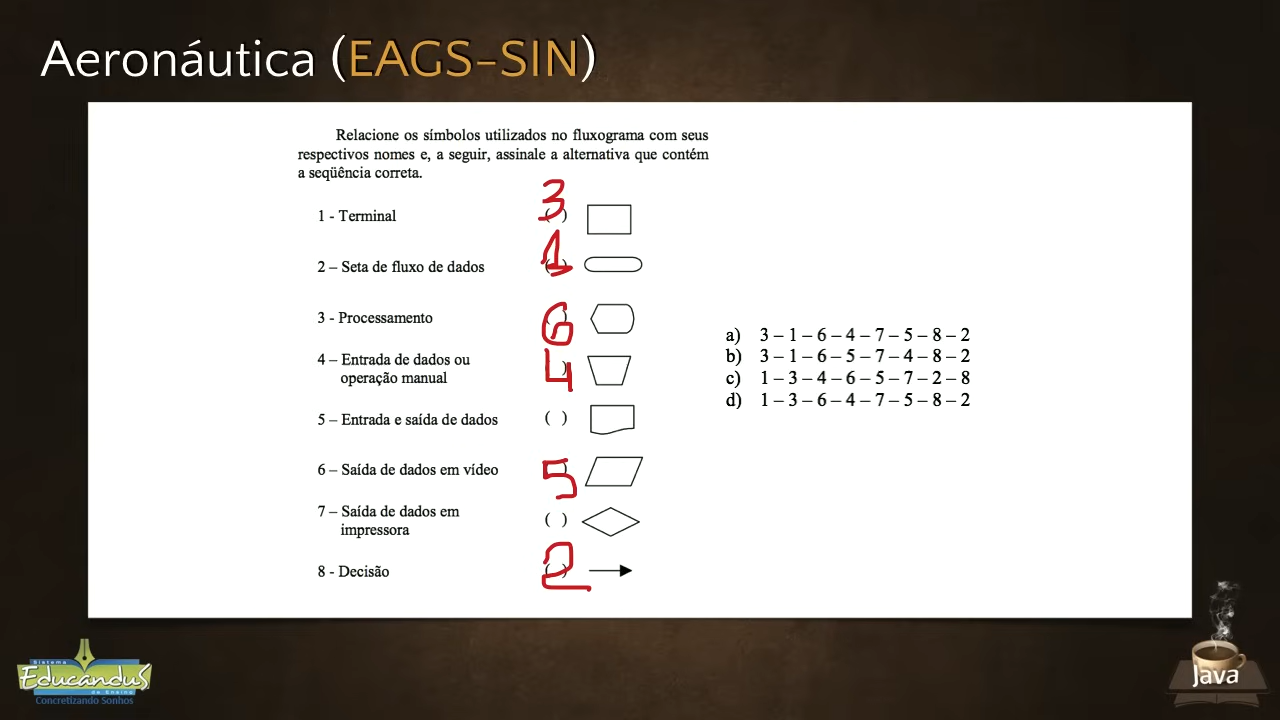 Aeronáutica (EAGS-SIN)
Relacione os símbolos utilizados no fluxograma com seus
respectivos nomes e, a seguir, assinale a alternativa que contém
a seqüência correta.
1 - Terminal ( ) 3
2 – Seta de fluxo de dados ( ) 1
3 - Processamento ( ) 6
4 – Entrada de dados ou
operação manual ( ) 4
5 – Entrada e saída de dados ( )
6 – Saída de dados em vídeo ( ) 5
7 – Saída de dados em
impressora ( )
8 - Decisão ( ) 2
a) 3 – 1 – 6 – 4 – 7 – 5 – 8 – 2
b) 3 – 1 – 6 – 5 – 7 – 4 – 8 – 2
c) 1 – 3 – 4 – 6 – 5 – 7 – 2 – 8
d) 1 – 3 – 6 – 4 – 7 – 5 – 8 – 2
Sistema
EducanduS
de Ensino
Concretizando Sonhos
Java